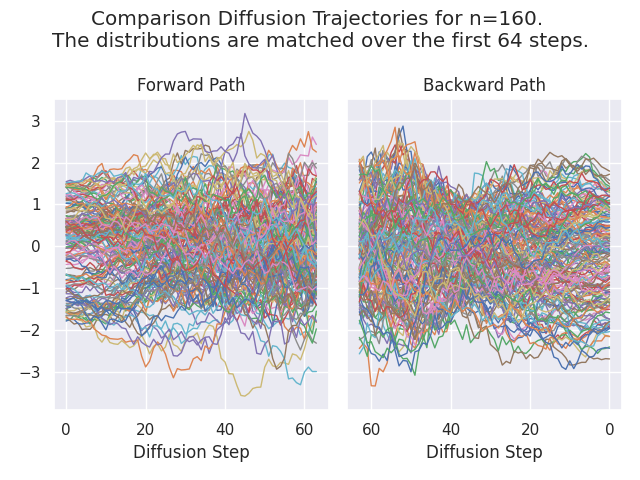 Comparison Diffusion Trajectories for n=160.
The distributions are matched over the first 64 steps.
Forward Path
Backward Path
3
2
1
0
−1
−2
−3
0 20 40 60
60 40 20 0
Diffusion Step
Diffusion Step